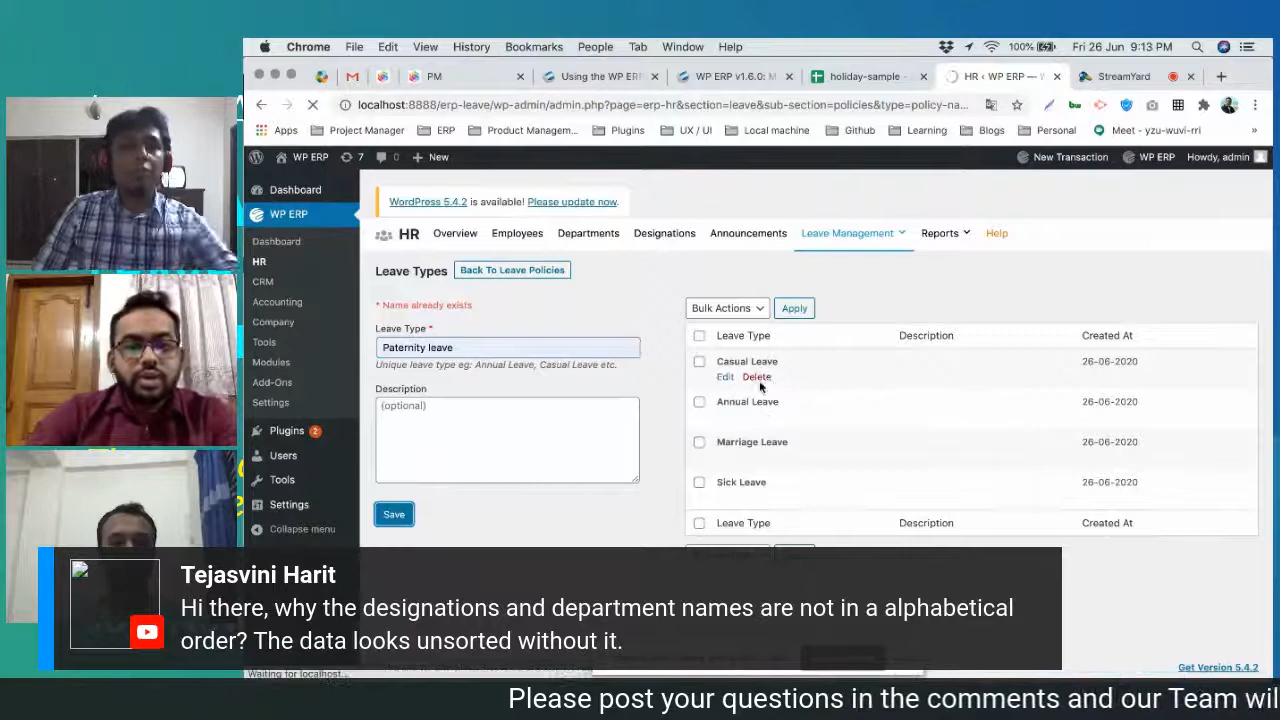 Chrome File Edit View History Bookmarks People Tab Window Help 100% Fri 26 Jun 9:13 PM
PM Using the WP ERP WP ERP v1.6.0: M holiday-sample - HR ‹ WP ERP — W StreamYard
localhost:8888/erp-leave/wp-admin/admin.php?page=erp-hr&section=leave&sub-section=policies&type=policy-na...
Apps Project Manager ERP Product Managem... Plugins UX / UI Local machine Github Learning Blogs Personal Meet - yzu-wuvi-rri »
WP ERP 7 0 + New New Transaction WP ERP Howdy, admin
Dashboard
WP ERP
Dashboard
HR
CRM
Accounting
Company
Tools
Modules
Add-Ons
Settings
Plugins 2
Users
Tools
Settings
Collapse menu
WordPress 5.4.2 is available! Please update now.
HR Overview Employees Departments Designations Announcements Leave Management Reports Help
Leave Types Back To Leave Policies
* Name already exists
Leave Type *
Paternity leave
Unique leave type eg: Annual Leave, Casual Leave etc.
Description
(optional)
Save
Bulk Actions Apply
Leave Type Description Created At
Casual Leave 26-06-2020
Edit Delete
Annual Leave 26-06-2020
Marriage Leave 26-06-2020
Sick Leave 26-06-2020
Leave Type Description Created At
Tejasvini Harit
Hi there, why the designations and department names are not in a alphabetical
order? The data looks unsorted without it.
Waiting for localhost...
Get Version 5.4.2
Please post your questions in the comments and our Team wil